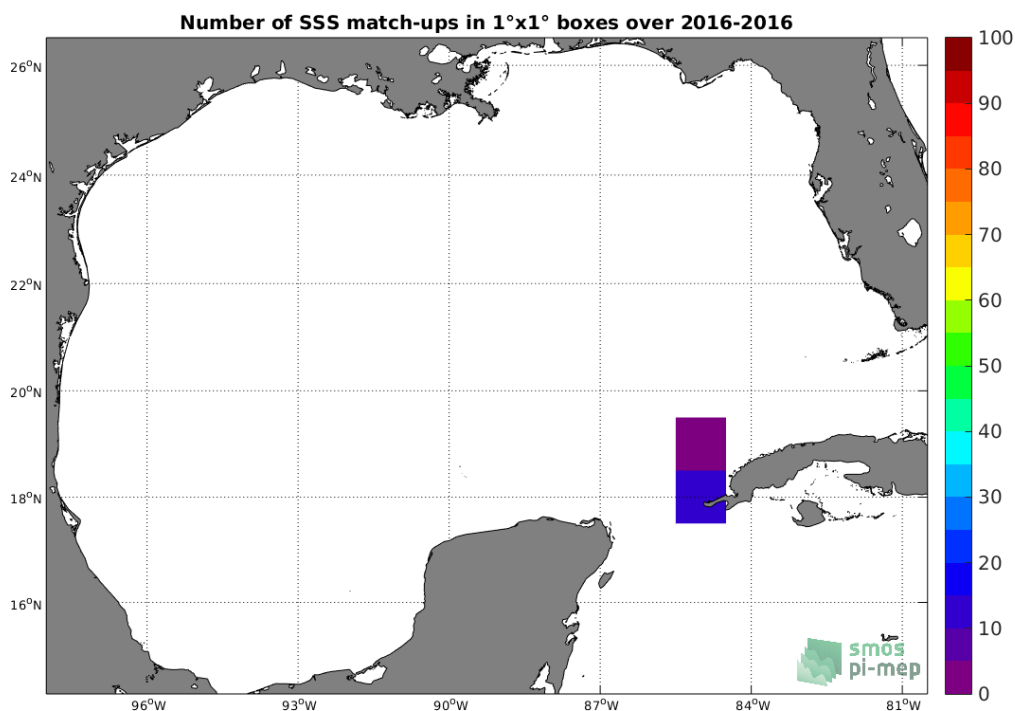 Number of SSS match-ups in 1°x1° boxes over 2016-2016
26°N
24°N
22°N
20°N
18°N
16°N
96°W
93°W
90°W
87°W
84°W
81°W
100
90
80
70
60
50
40
30
20
10
0
smos
pi-mep